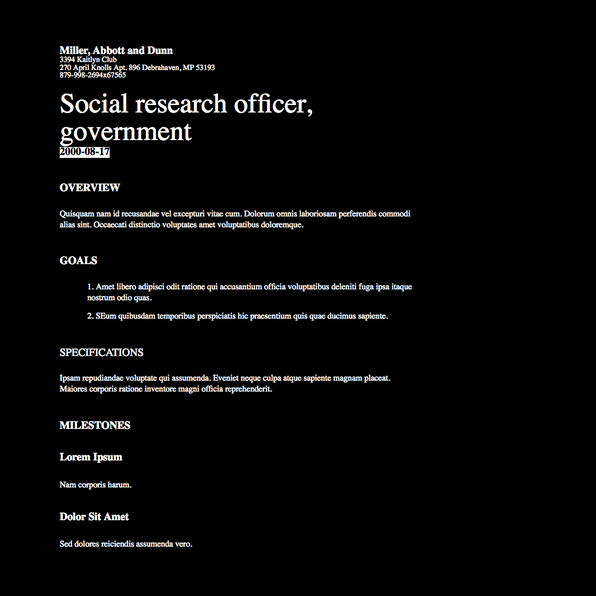 Miller, Abbott and Dunn
3394 Kaitlyn Club
270 April Knolls Apt. 896 Debrahaven, MP 53193
879-998-2694x67565
Social research officer,
government
2000-08-17
OVERVIEW
Quisquam nam id recusandae vel excepturi vitae cum. Dolorum omnis laboriosam perferendis commodi
alias sint. Occaecati distinctio voluptates amet voluptatibus doloremque.
GOALS
1. Amet libero adipisci odit ratione qui accusantium officia voluptatibus deleniti fuga ipsa itaque
nostrum odio quas.
2. SEum quibusdam temporibus perspiciatis hic praesentium quis quae ducimus sapiente.
SPECIFICATIONS
Ipsam repudiandae voluptate qui assumenda. Eveniet neque culpa atque sapiente magnam placeat.
Maiores corporis ratione inventore magni officia reprehenderit.
MILESTONES
Lorem Ipsum
Nam corporis harum.
Dolor Sit Amet
Sed dolores reiciendis assumenda vero.